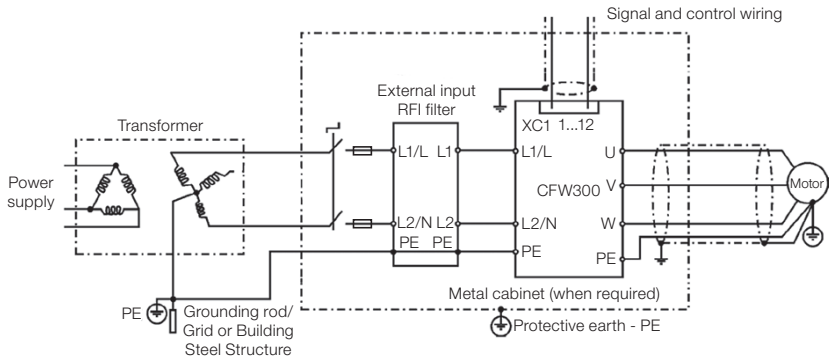 Signal and control wiring
External input
RFI filter
Transformer
XC1 1...12
L1/L L1 L1/L
U
Power
supply
CFW300
V
Motor
L2/N L2 L2/N
W
PE PE PE
PE
Metal cabinet (when required)
PE
Grounding rod/
Grid or Building
Steel Structure
Protective earth - PE